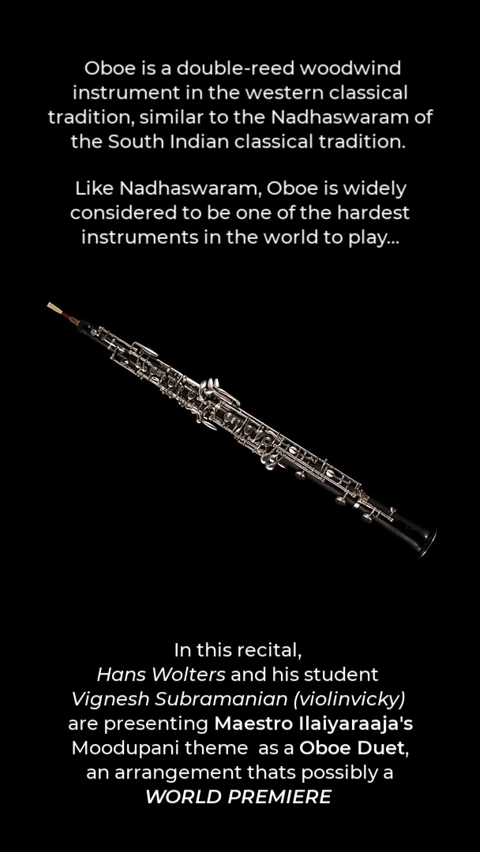 Oboe is a double-reed woodwind
instrument in the western classical
tradition, similar to the Nadhaswaram of
the South Indian classical tradition.
Like Nadhaswaram, Oboe is widely
considered to be one of the hardest
instruments in the world to play...
In this recital,
Hans Wolters and his student
Vignesh Subramanian (violinvicky)
are presenting Maestro Ilaiyaraaja's
Moodupani theme as a Oboe Duet,
an arrangement thats possibly a
WORLD PREMIERE